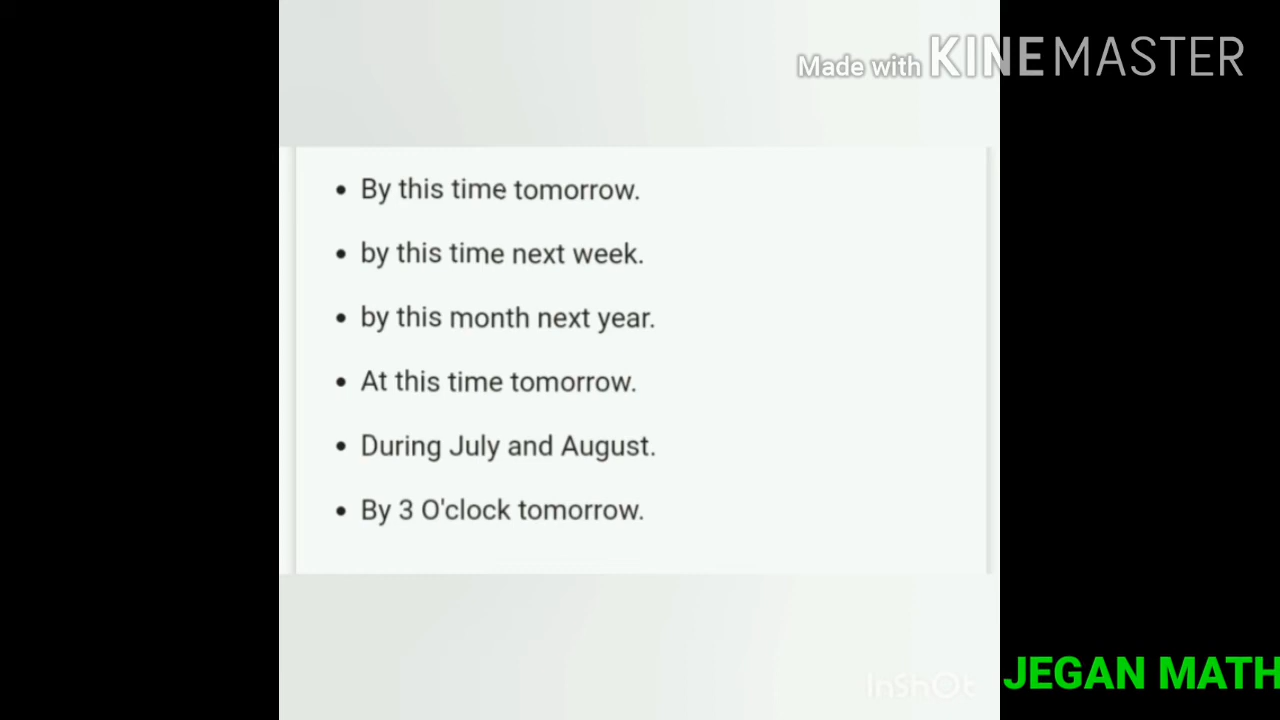 Made with KINEMASTER
• By this time tomorrow.
• by this time next week.
• by this month next year.
• At this time tomorrow.
• During July and August.
• By 3 O'clock tomorrow.
InShOt
JEGAN MATH